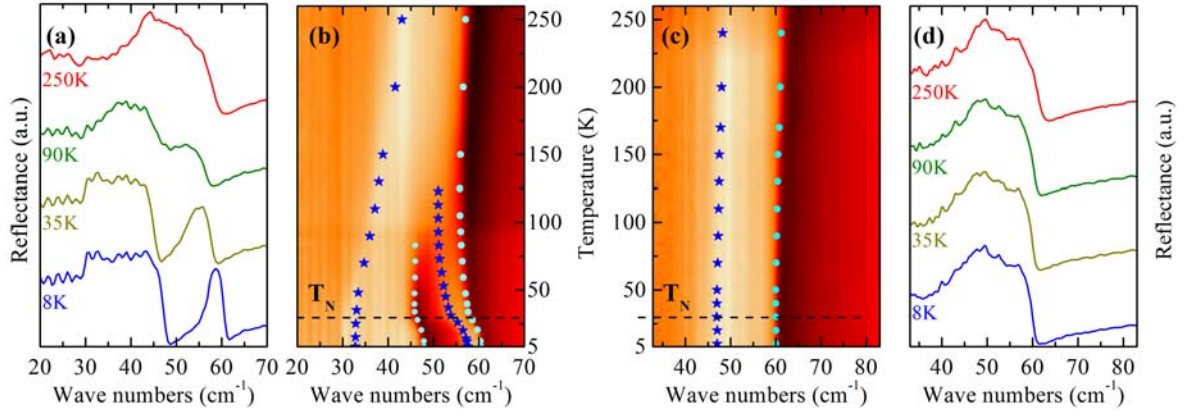 (a)
250K
90K
35K
8K
Reflectance (a.u.)
20 30 40 50 60 70
Wave numbers (cm⁻¹)
(b)
T_N
250
200
150
100
50
5
20 30 40 50 60 70
Wave numbers (cm⁻¹)
Temperature (K)
(c)
T_N
250
200
150
100
50
5
40 50 60 70 80
Wave numbers (cm⁻¹)
(d)
250K
90K
35K
8K
40 50 60 70 80
Wave numbers (cm⁻¹)
Reflectance (a.u.)